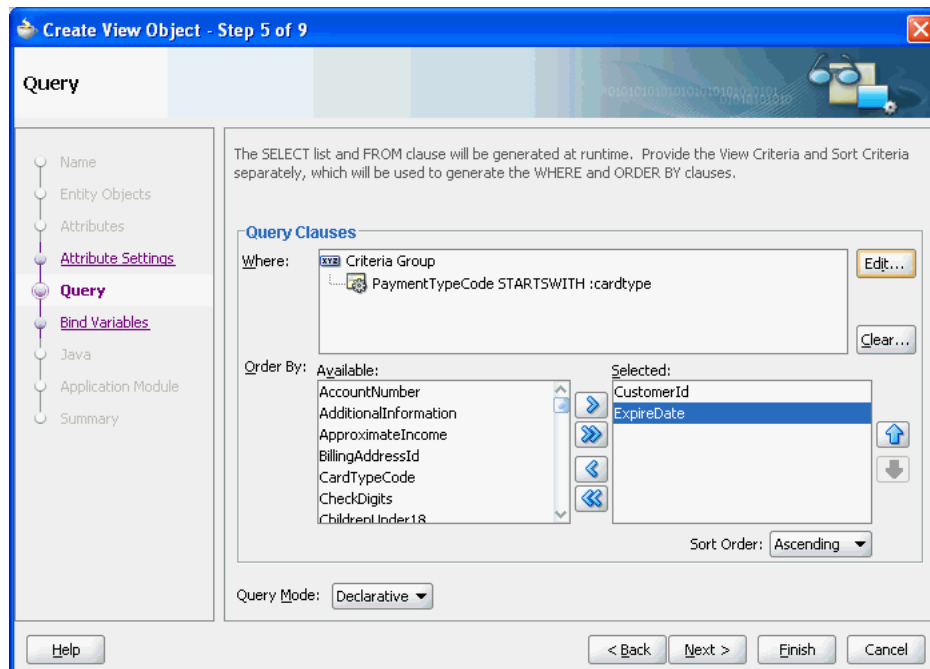 Create View Object - Step 5 of 9
Query
Name
Entity Objects
Attributes
Attribute Settings
Query
Bind Variables
Java
Application Module
Summary
The SELECT list and FROM clause will be generated at runtime. Provide the View Criteria and Sort Criteria
separately, which will be used to generate the WHERE and ORDER BY clauses.
Query Clauses
Where:
XYZ Criteria Group
PaymentTypeCode STARTSWITH :cardtype
Edit...
Clear...
Order By:
Available:
AccountNumber
AdditionalInformation
ApproximateIncome
BillingAddressId
CardTypeCode
CheckDigits
ChildrenUnder18
Selected:
CustomerId
ExpireDate
Sort Order: Ascending
Query Mode: Declarative
Help
< Back
Next >
Finish
Cancel